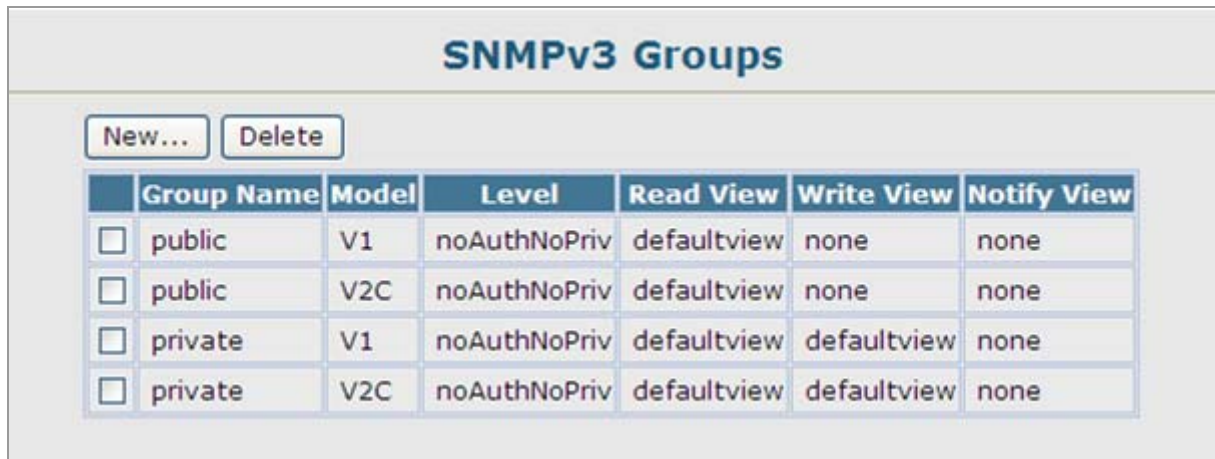 SNMPv3 Groups
New... Delete
Group Name Model Level Read View Write View Notify View
public V1 noAuthNoPriv defaultview none none
public V2C noAuthNoPriv defaultview none none
private V1 noAuthNoPriv defaultview defaultview none
private V2C noAuthNoPriv defaultview defaultview none